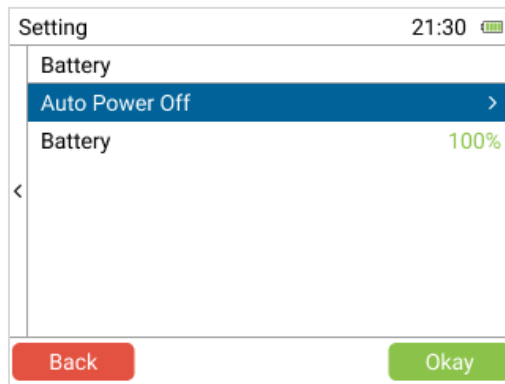 Setting 21:30
Battery
Auto Power Off >
Battery 100%
<
Back Okay